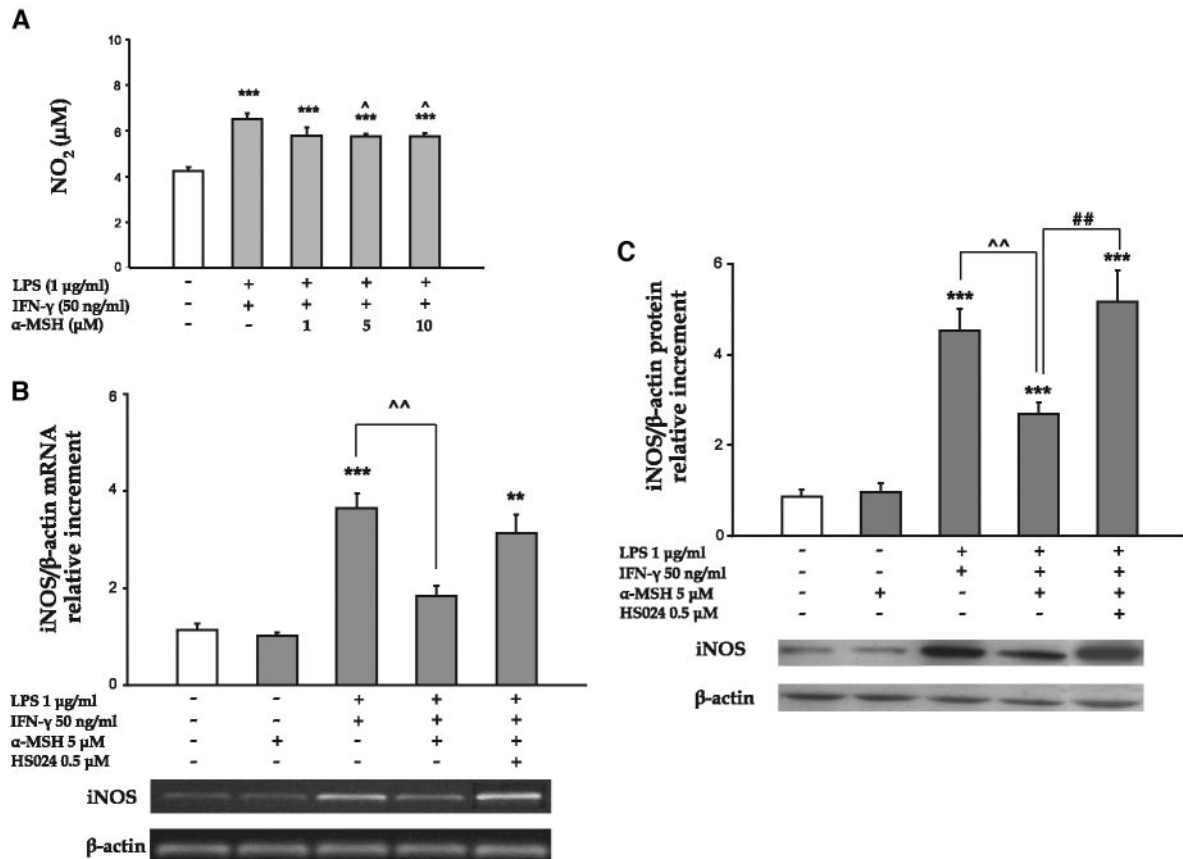 A
NO2 (µM)
10
8
6
4
2
0
***
***
^
***
^
***
LPS (1 µg/ml) - + + + +
IFN-γ (50 ng/ml) - + + + +
α-MSH (µM) - - 1 5 10
B
iNOS/β-actin mRNA
relative increment
6
4
2
0
^^
***
**
LPS 1 µg/ml - - + + +
IFN-γ 50 ng/ml - - + + +
α-MSH 5 µM - + - + +
HS024 0.5 µM - - - - +
iNOS
β-actin
C
iNOS/β-actin protein
relative increment
6
4
2
0
^^
##
***
***
***
LPS 1 µg/ml - - + + +
IFN-γ 50 ng/ml - - + + +
α-MSH 5 µM - + - + +
HS024 0.5 µM - - - - +
iNOS
β-actin